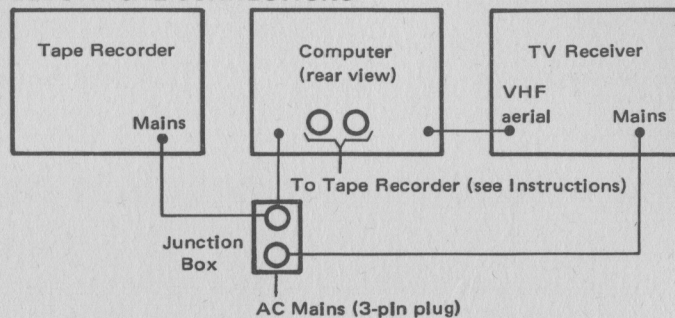 Tape Recorder
Mains
Computer
(rear view)
TV Receiver
VHF
aerial
Mains
To Tape Recorder (see Instructions)
Junction
Box
AC Mains (3-pin plug)